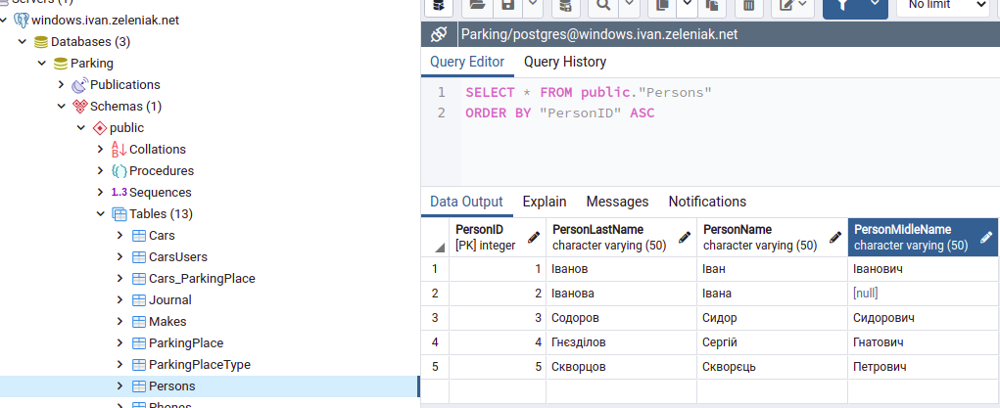 Servers (1)
windows.ivan.zeleniak.net
Databases (3)
Parking
Publications
Schemas (1)
public
Collations
Procedures
1..3 Sequences
Tables (13)
Cars
CarsUsers
Cars_ParkingPlace
Journal
Makes
ParkingPlace
ParkingPlaceType
Persons
Phones
No limit
Parking/postgres@windows.ivan.zeleniak.net
Query Editor Query History
1 SELECT * FROM public."Persons"
2 ORDER BY "PersonID" ASC
Data Output Explain Messages Notifications
PersonID PersonLastName PersonName PersonMidleName
[PK] integer character varying (50) character varying (50) character varying (50)
1 1 Іванов Іван Іванович
2 2 Іванова Івана [null]
3 3 Содоров Сидор Сидорович
4 4 Гнєзділов Сергій Гнатович
5 5 Скворцов Скворєць Петрович